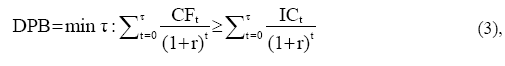 DPB=min τ: ∑_{t=0}^{τ} CF_t/(1+r)^t ≥ ∑_{t=0}^{τ} IC_t/(1+r)^t (3),